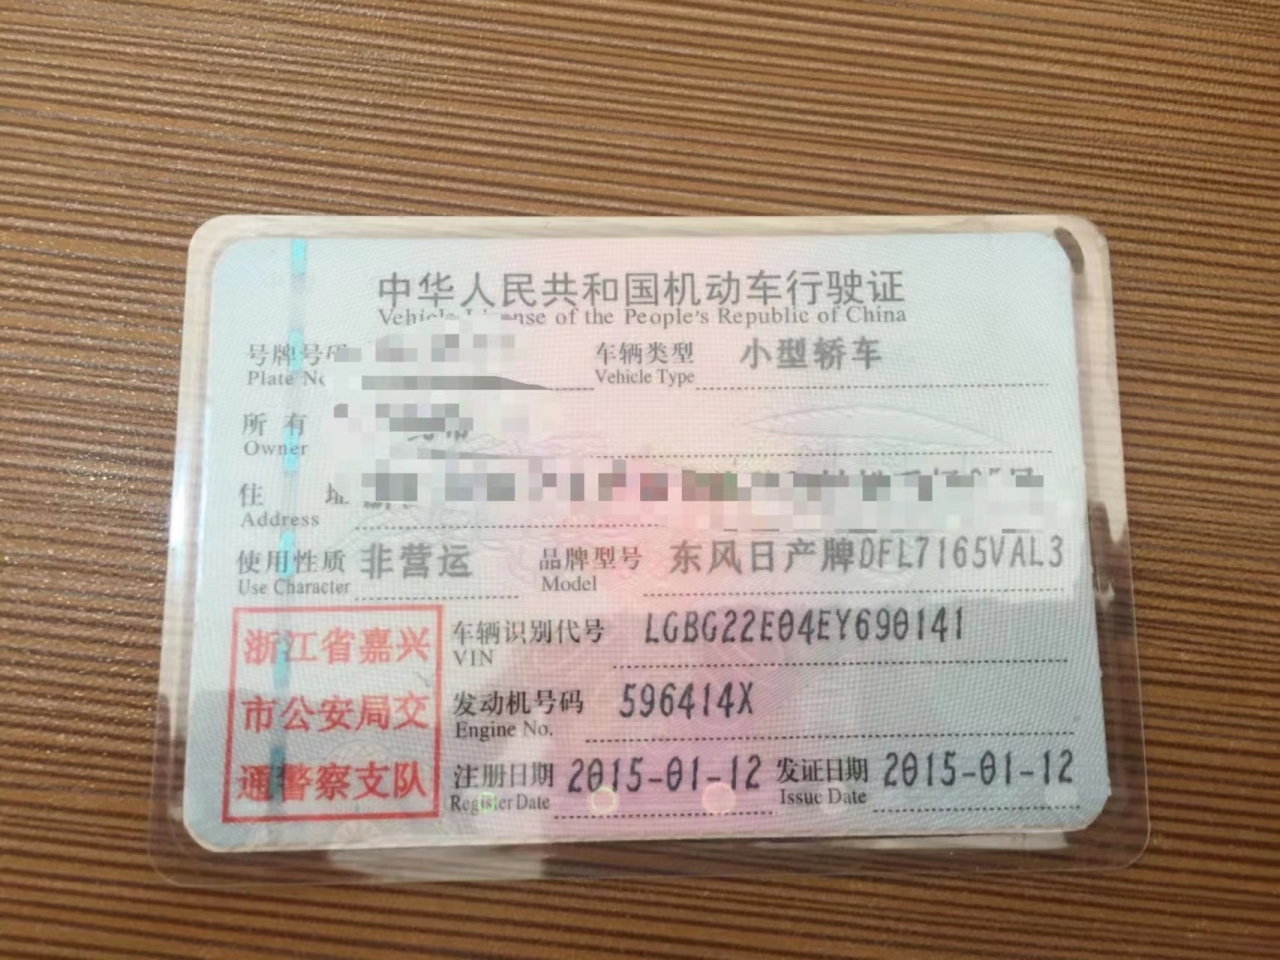 中华人民共和国机动车行驶证
Vehicle License of the People's Republic of China
号牌号码 车辆类型 小型轿车
Plate No. Vehicle Type
所有
Owner
住 址
Address
使用性质 非营运 品牌型号 东风日产牌DFL7165VAL3
Use Character Model
浙江省嘉兴
市公安局交
通警察支队
车辆识别代号 LGBG22E04EY690141
VIN
发动机号码 596414X
Engine No.
注册日期 2015-01-12 发证日期 2015-01-12
Register Date Issue Date